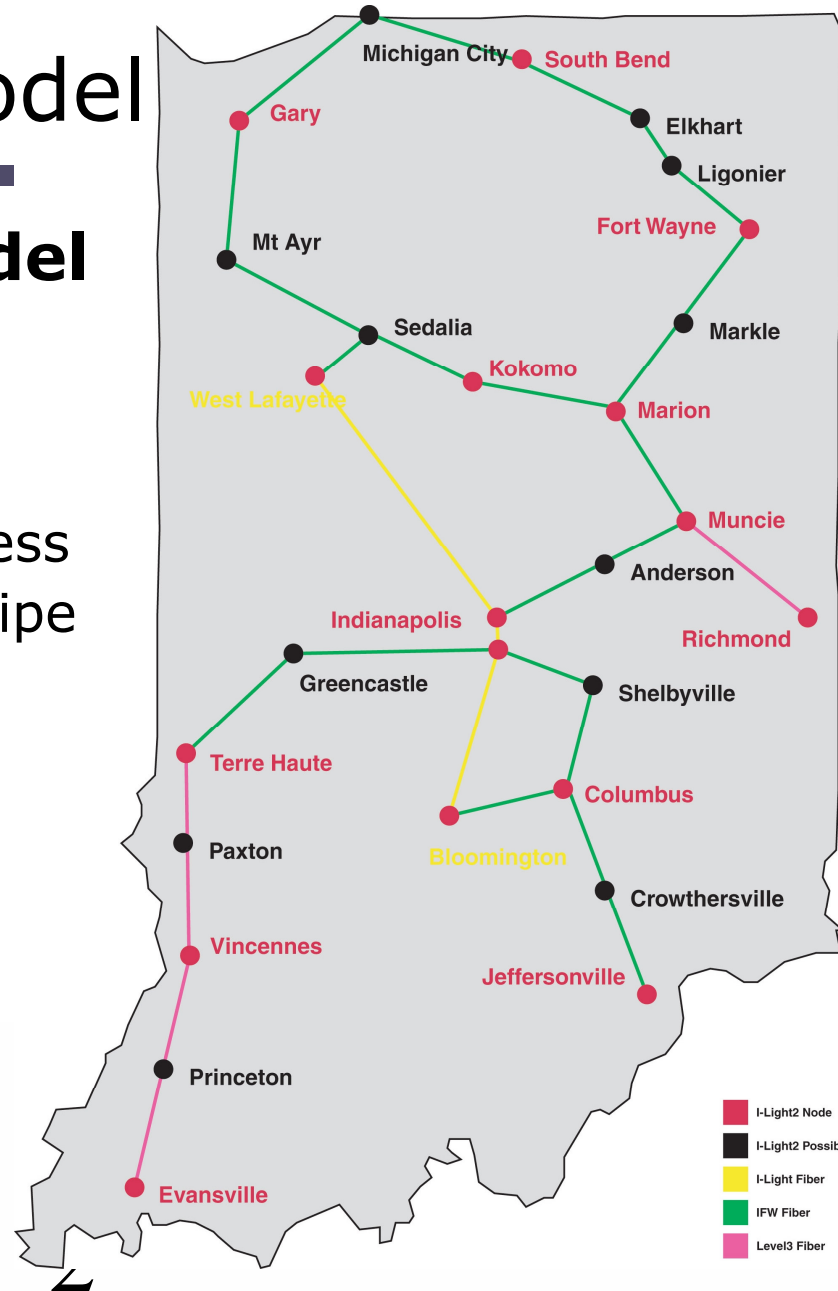 odel
del
ess
ipe
Michigan City
South Bend
Gary
Elkhart
Ligonier
Fort Wayne
Mt Ayr
Sedalia
Markle
Kokomo
West Lafayette
Marion
Muncie
Anderson
Indianapolis
Richmond
Greencastle
Shelbyville
Terre Haute
Columbus
Paxton
Bloomington
Crowthersville
Vincennes
Jeffersonville
Princeton
Evansville
I-Light2 Node
I-Light2 Possib
I-Light Fiber
IFW Fiber
Level3 Fiber